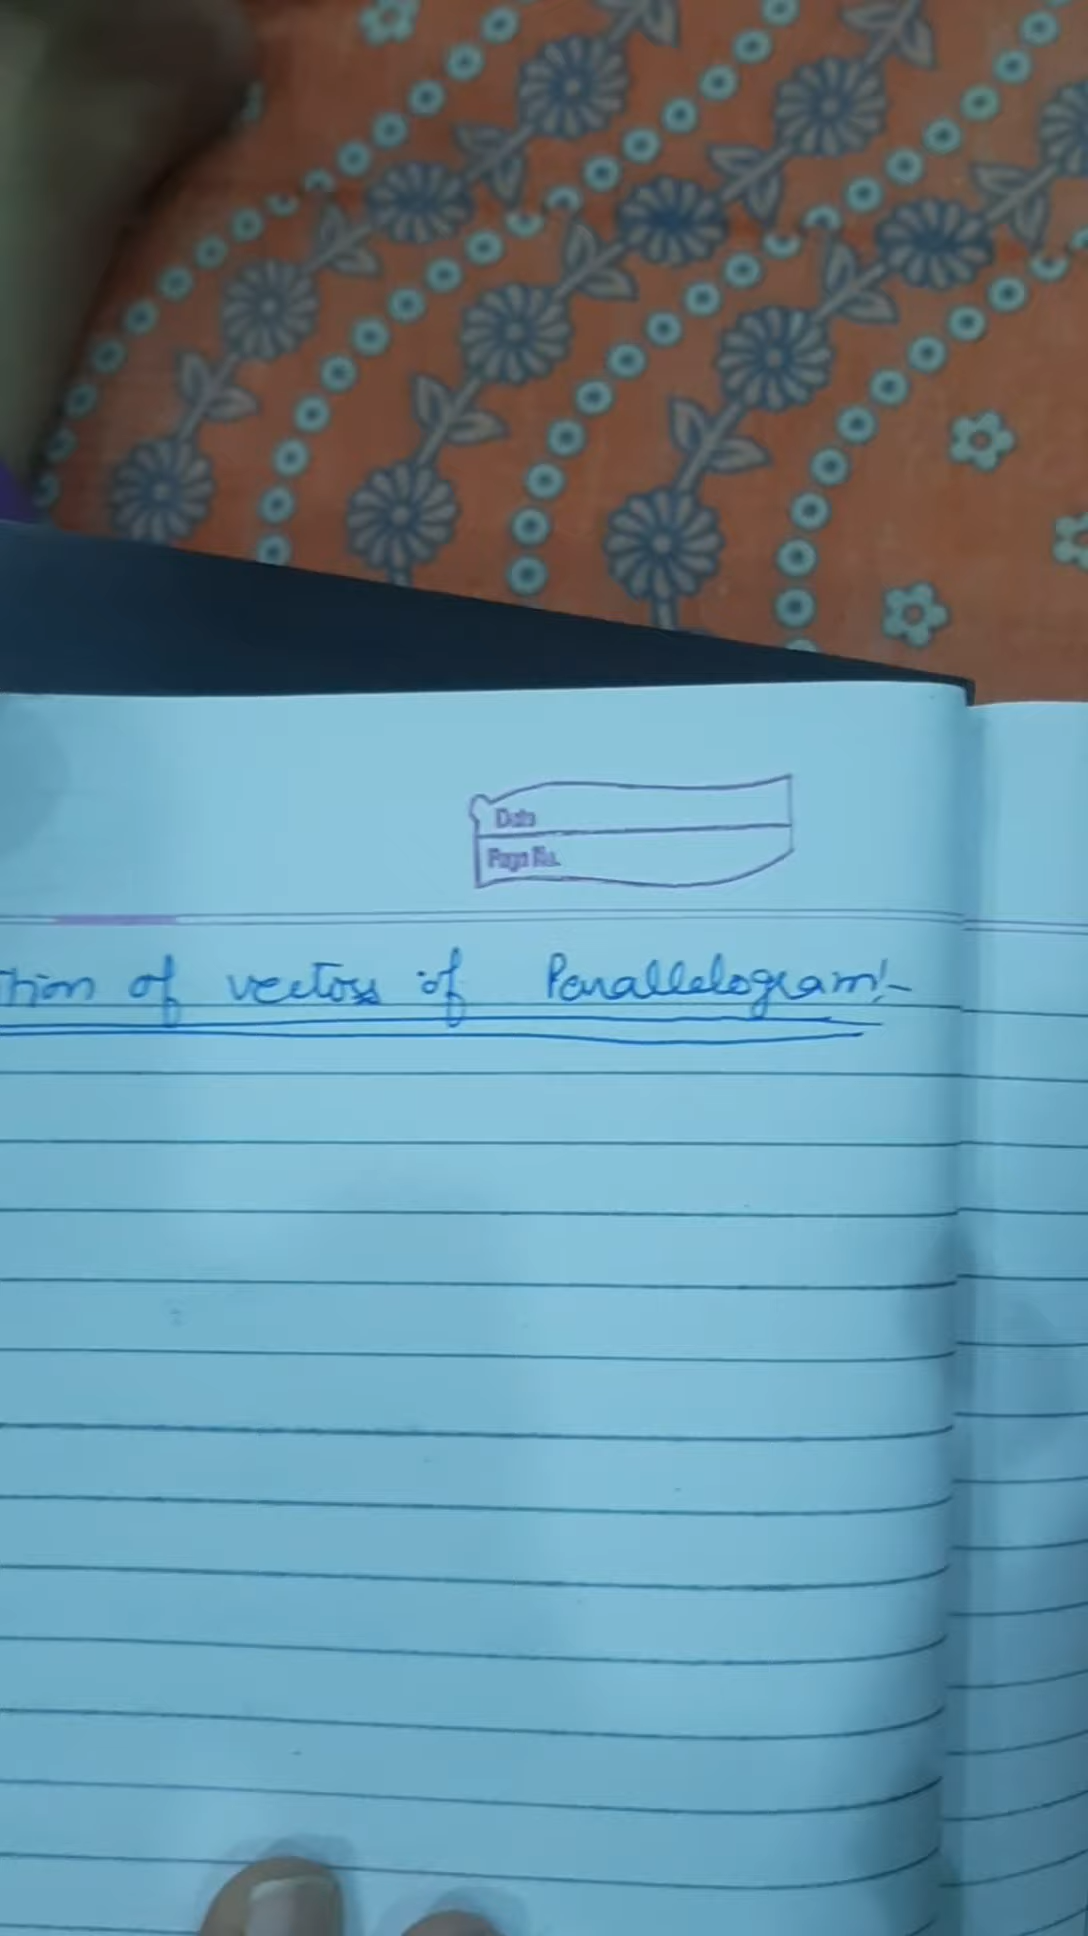 Date
Page No.
tion of vectors of Parallelogram:-